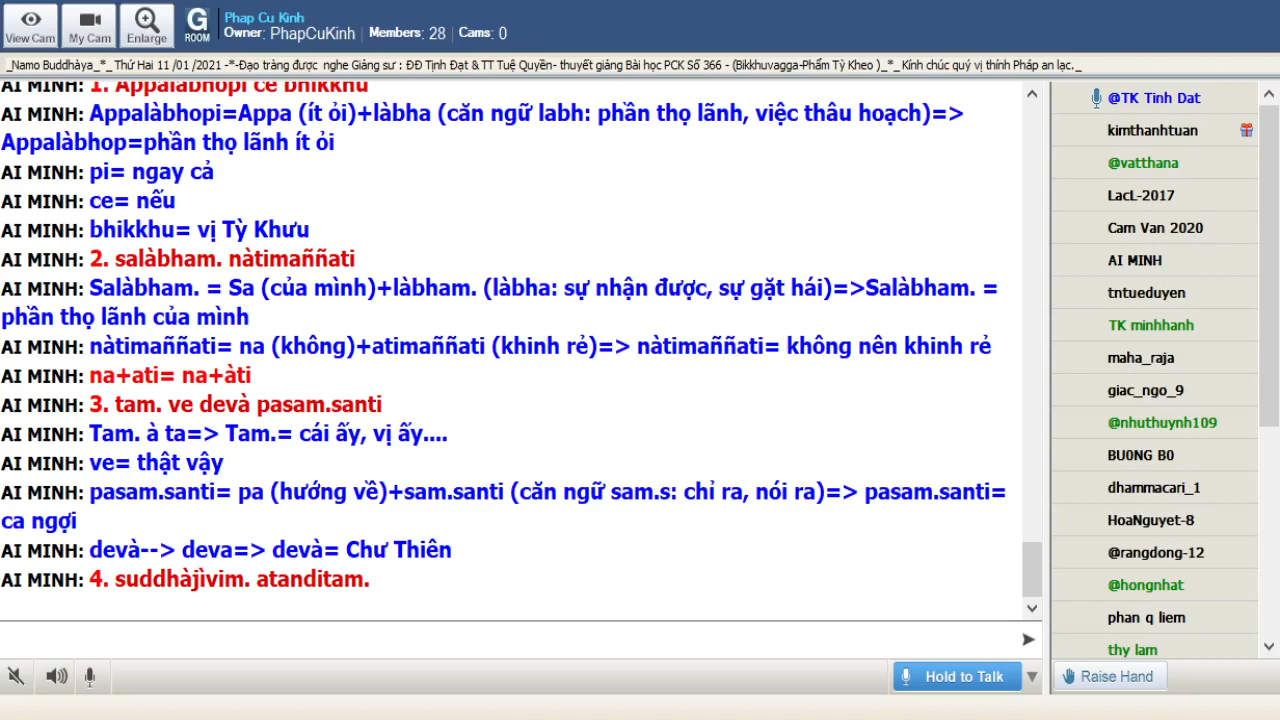 Phap Cu Kinh
Owner: PhapCuKinh | Members: 28 | Cams: 0
View Cam
My Cam
Enlarge
G
ROOM
_Namo Buddhàya_*_ Thứ Hai 11 /01 /2021 -*-Đạo tràng được nghe Giảng sư : ĐĐ Tịnh Đạt & TT Tuệ Quyền- thuyết giảng Bài học PCK Số 366 - (Bikkhuvagga-Phẩm Tỳ Kheo )_*_ Kính chúc quý vị thính Pháp an lạc._
AI MINH: 1. Appalàbhopi ce bhikkhu
AI MINH: Appalàbhopi=Appa (ít ỏi)+làbha (căn ngữ labh: phần thọ lãnh, việc thâu hoạch)=>
Appalàbhop=phần thọ lãnh ít ỏi
AI MINH: pi= ngay cả
AI MINH: ce= nếu
AI MINH: bhikkhu= vị Tỳ Khưu
AI MINH: 2. salàbham. nàtimaññati
AI MINH: Salàbham. = Sa (của mình)+làbham. (làbha: sự nhận được, sự gặt hái)=>Salàbham. =
phần thọ lãnh của mình
AI MINH: nàtimaññati= na (không)+atimaññati (khinh rẻ)=> nàtimaññati= không nên khinh rẻ
AI MINH: na+ati= na+àti
AI MINH: 3. tam. ve devà pasam.santi
AI MINH: Tam. à ta=> Tam.= cái ấy, vị ấy....
AI MINH: ve= thật vậy
AI MINH: pasam.santi= pa (hướng về)+sam.santi (căn ngữ sam.s: chỉ ra, nói ra)=> pasam.santi=
ca ngợi
AI MINH: devà--> deva=> devà= Chư Thiên
AI MINH: 4. suddhàjìvim. atanditam.
@TK Tinh Dat
kimthanhtuan
@vatthana
LacL-2017
Cam Van 2020
AI MINH
tntueduyen
TK minhhanh
maha_raja
giac_ngo_9
@nhuthuynh109
BU0NG B0
dhammacari_1
HoaNguyet-8
@rangdong-12
@hongnhat
phan q liem
thy lam
Hold to Talk
Raise Hand